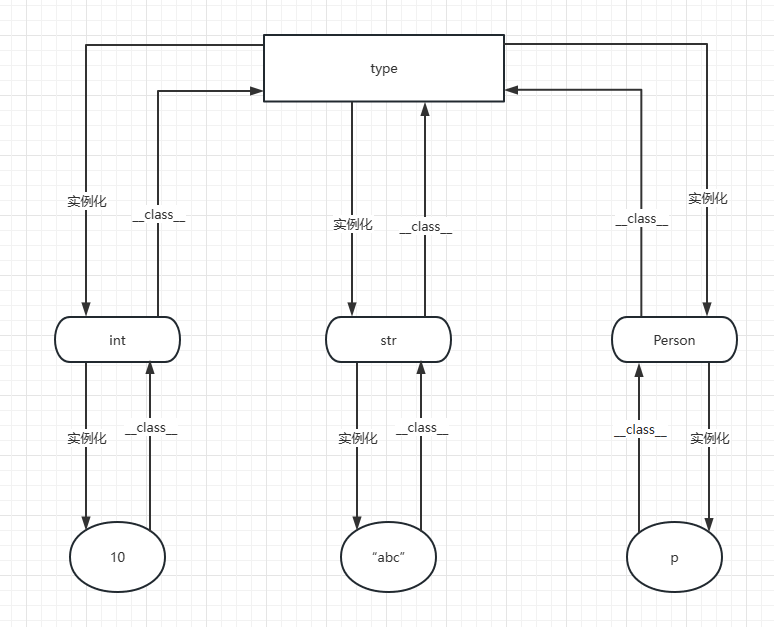 type
实例化
__class__
实例化
__class__
__class__
实例化
int
str
Person
实例化
__class__
实例化
__class__
__class__
实例化
10
“abc”
p